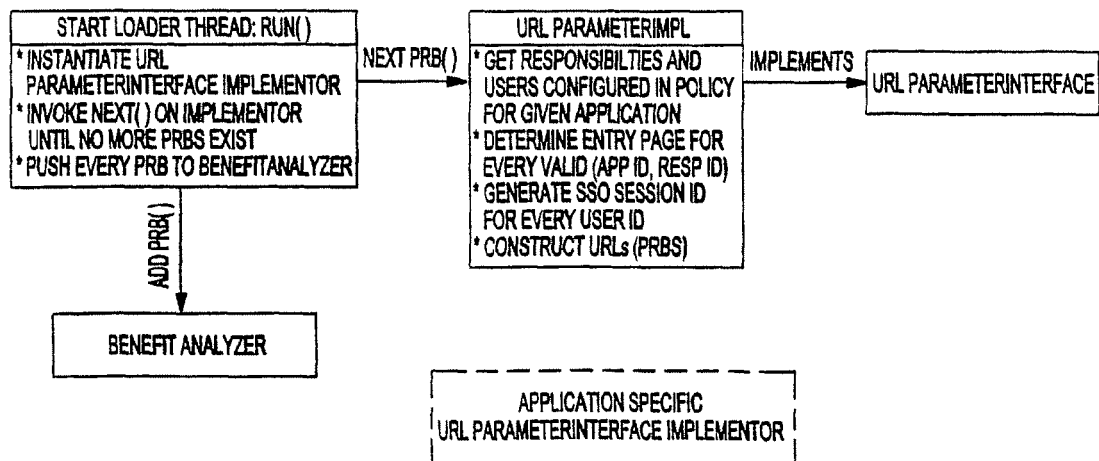 START LOADER THREAD: RUN( )
* INSTANTIATE URL
PARAMETERINTERFACE IMPLEMENTOR
* INVOKE NEXT( ) ON IMPLEMENTOR
UNTIL NO MORE PRBS EXIST
* PUSH EVERY PRB TO BENEFITANALYZER
NEXT PRB( )
URL PARAMETERIMPL
* GET RESPONSIBILTIES AND
USERS CONFIGURED IN POLICY
FOR GIVEN APPLICATION
* DETERMINE ENTRY PAGE FOR
EVERY VALID (APP ID, RESP ID)
* GENERATE SSO SESSION ID
FOR EVERY USER ID
* CONSTRUCT URLs (PRBS)
IMPLEMENTS
URL PARAMETERINTERFACE
ADD PRB( )
BENEFIT ANALYZER
APPLICATION SPECIFIC
URL PARAMETERINTERFACE IMPLEMENTOR